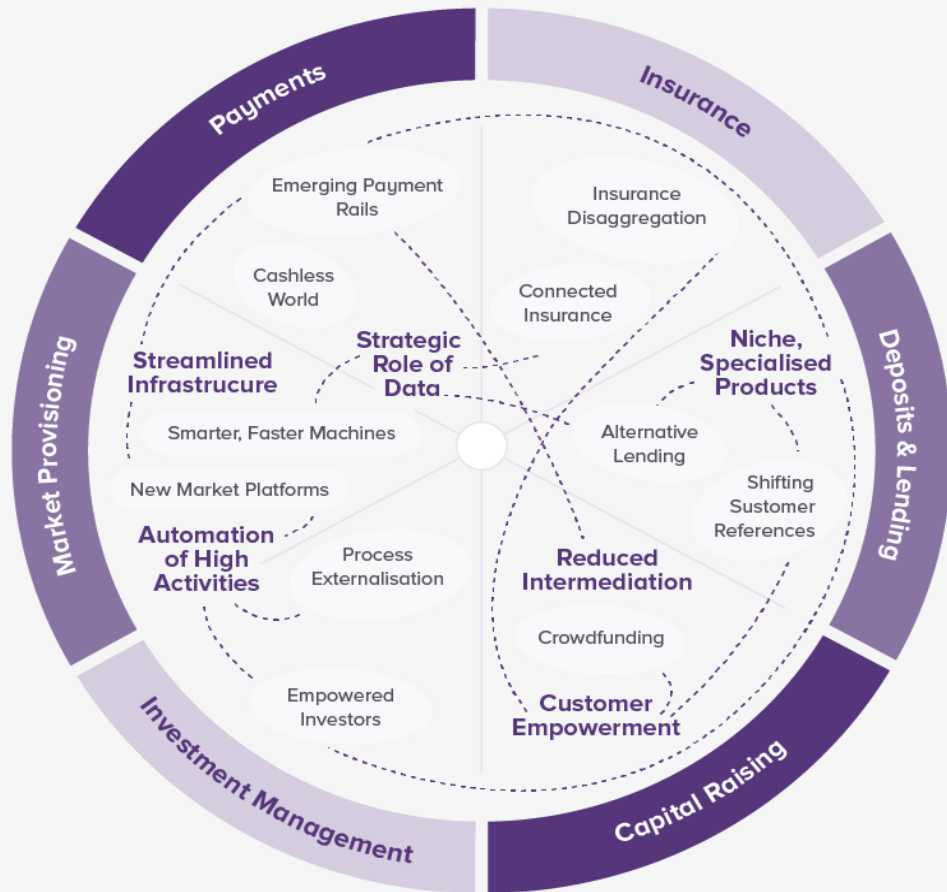 Payments
Insurance
Emerging Payment
Rails
Insurance
Disaggregation
Cashless
World
Connected
Insurance
Strategic
Role of
Data
Niche,
Specialised
Products
Streamlined
Infrastrucure
Market Provisioning
Deposits & Lending
Smarter, Faster Machines
Alternative
Lending
New Market Platforms
Shifting
Sustomer
References
Automation
of High
Activities
Process
Externalisation
Reduced
Intermediation
Crowdfunding
Empowered
Investors
Customer
Empowerment
Investment Management
Capital Raising